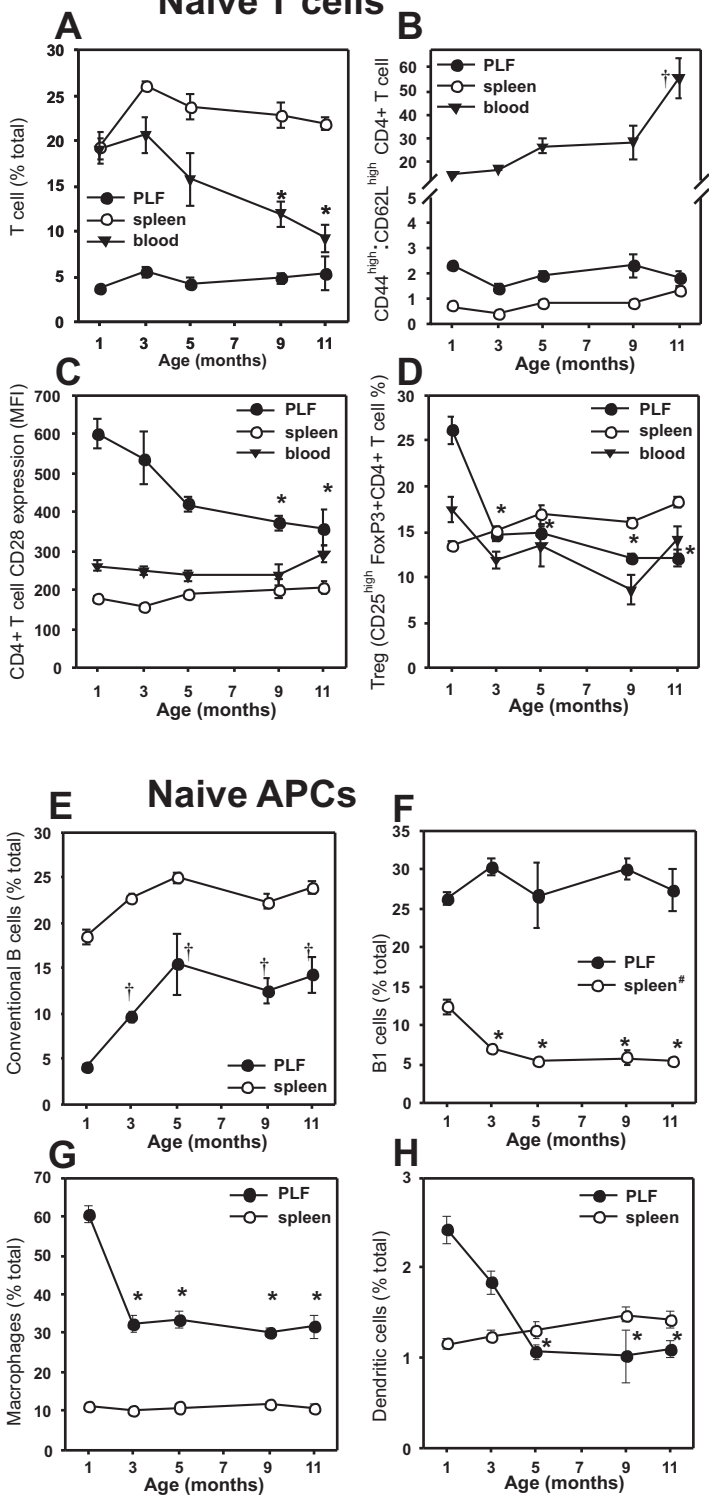 Naive T cells
A
30
25
20
15
10
5
0
T cell (% total)
PLF
spleen
blood
*
*
1 3 5 7 9 11
Age (months)
B
60
50
40
30
20
5
4
3
2
1
0
CD44high:CD62Lhigh CD4+ T cell
PLF
spleen
blood
†
1 3 5 7 9 11
Age (months)
C
700
600
500
400
300
200
100
0
CD4+ T cell CD28 expression (MFI)
PLF
spleen
blood
*
*
1 3 5 7 9 11
Age (months)
D
30
25
20
15
10
5
0
Treg (CD25high FoxP3+CD4+ T cell %)
PLF
spleen
blood
*
*
*
*
1 3 5 7 9 11
Age (months)
Naive APCs
E
30
25
20
15
10
5
0
Conventional B cells (% total)
†
†
†
†
PLF
spleen
1 3 5 7 9 11
Age (months)
F
35
30
25
20
15
10
5
0
B1 cells (% total)
PLF
spleen#
*
*
*
*
1 3 5 7 9 11
Age (months)
G
70
60
50
40
30
20
10
0
Macrophages (% total)
PLF
spleen
*
*
*
*
1 3 5 7 9 11
Age (months)
H
3
2
1
0
Dendritic cells (% total)
PLF
spleen
*
*
*
1 3 5 7 9 11
Age (months)